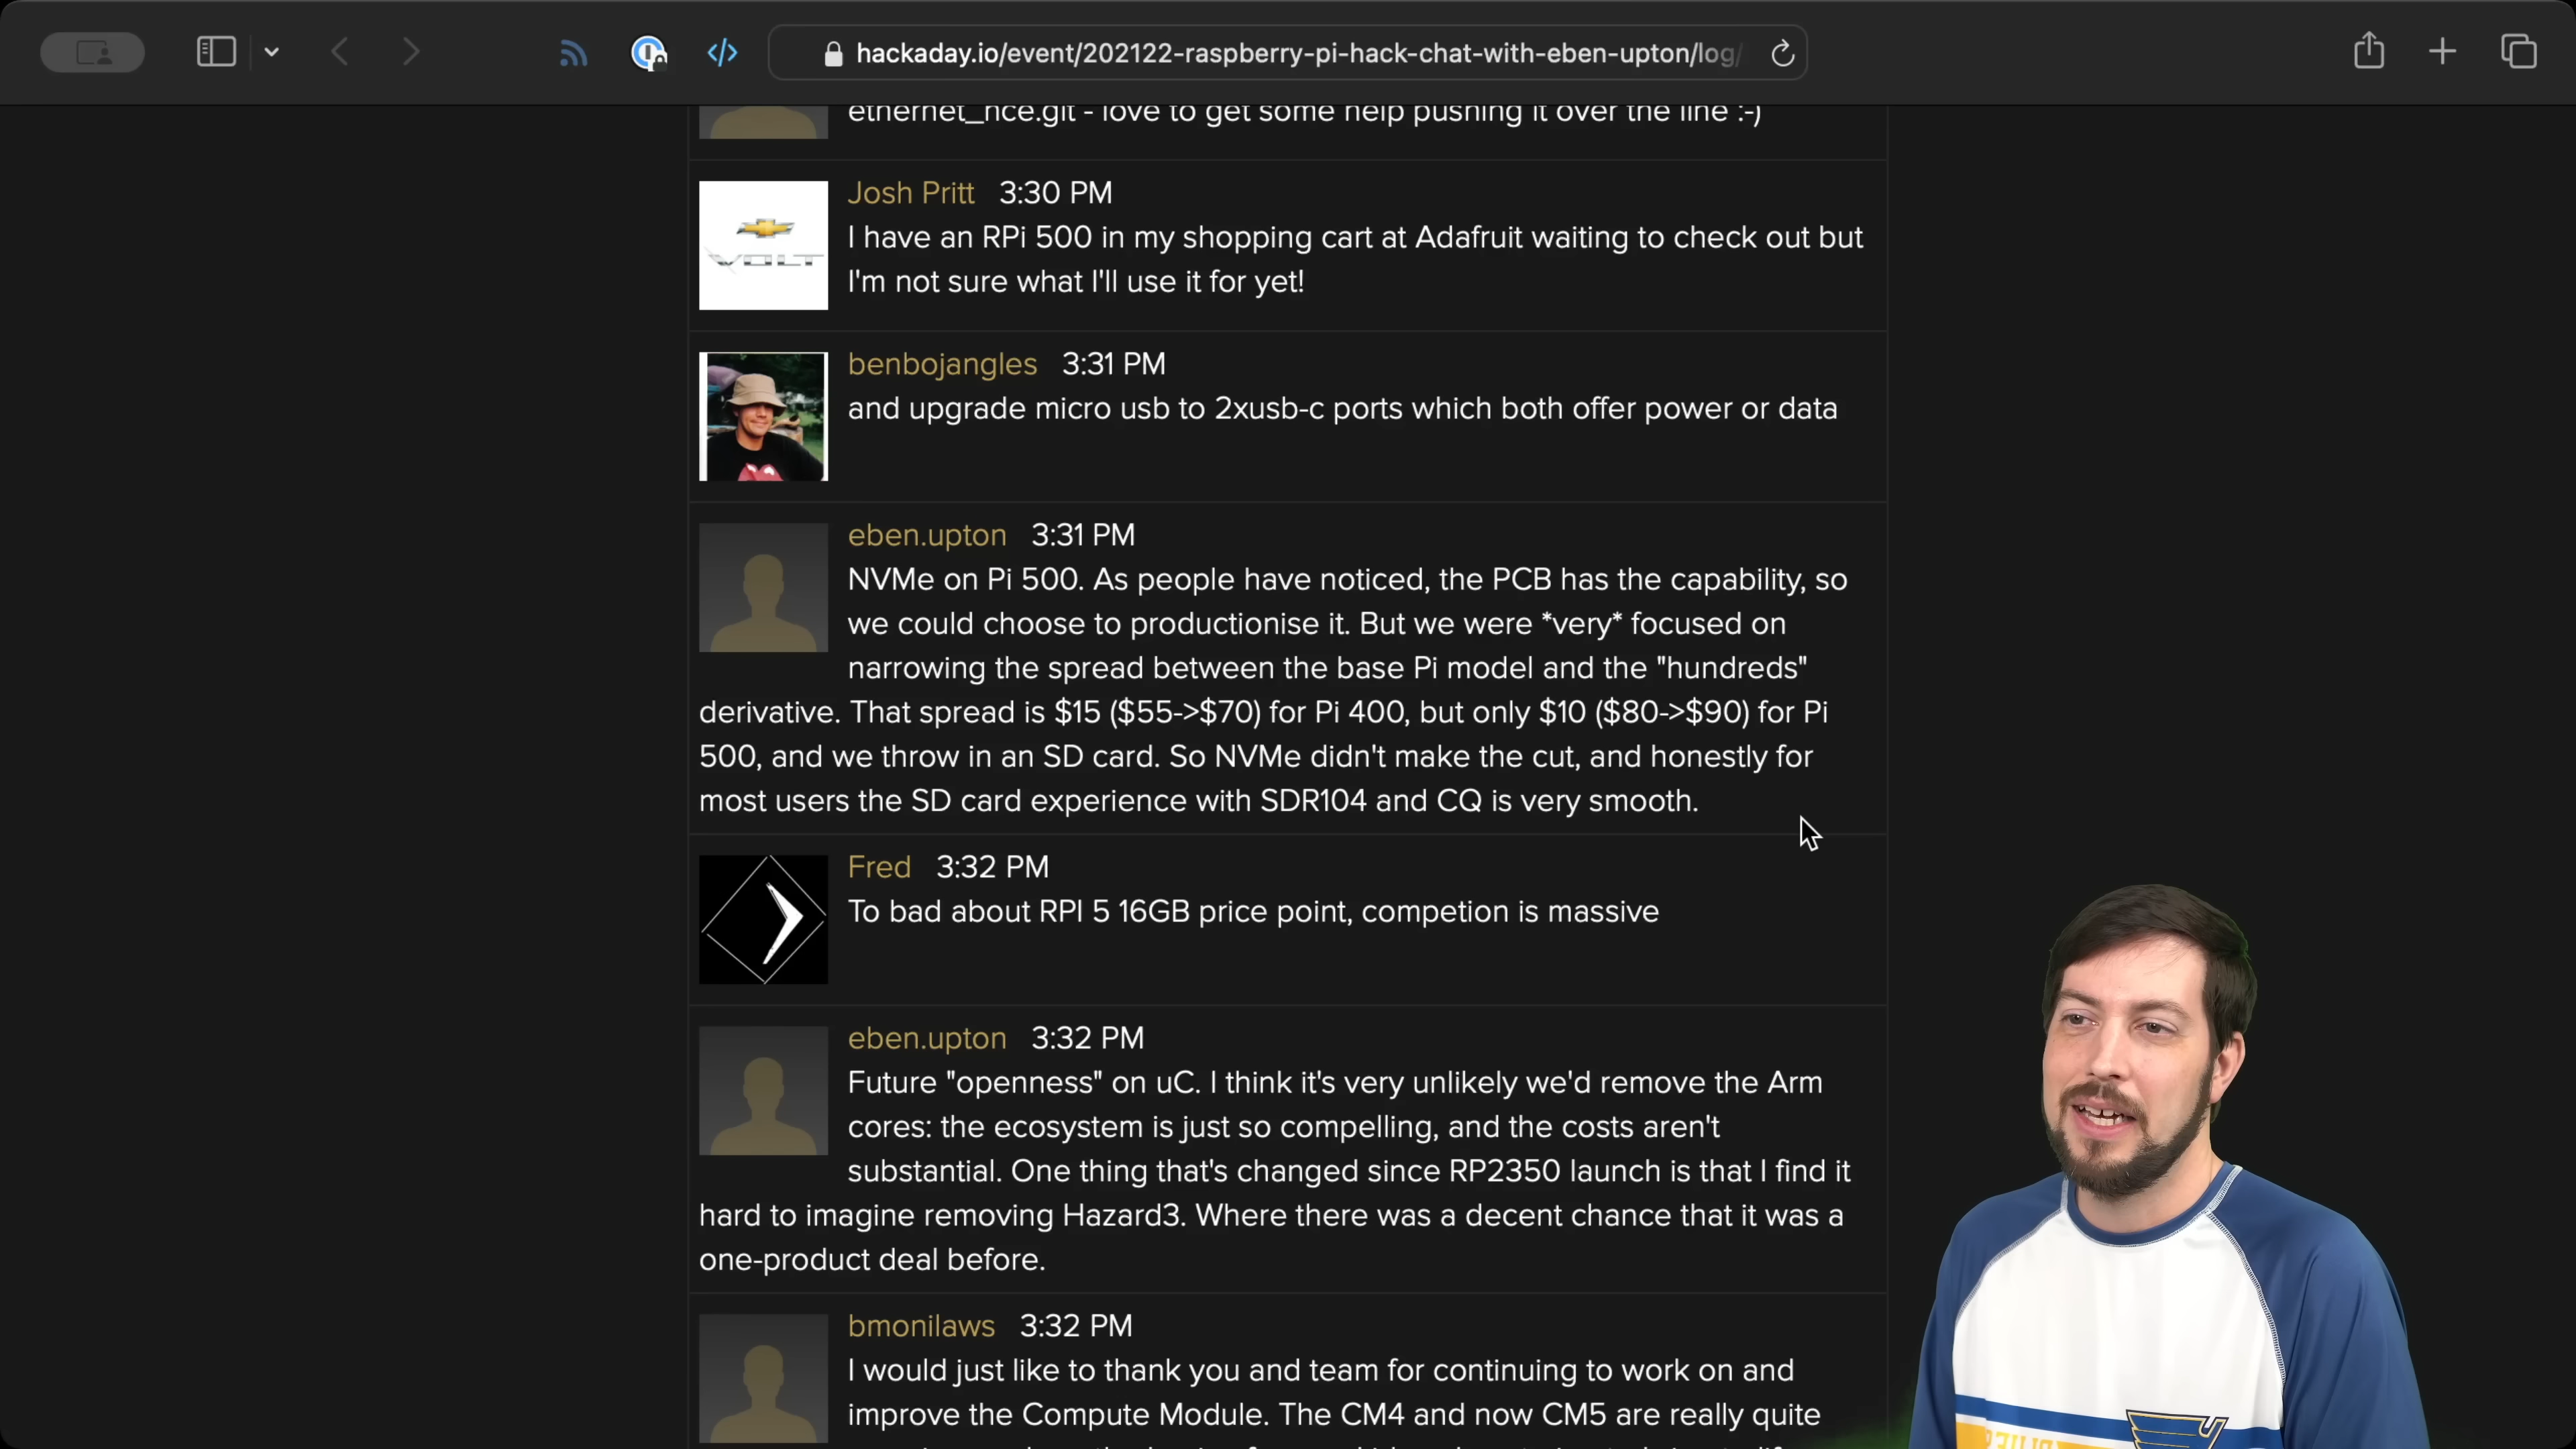 hackaday.io/event/202122-raspberry-pi-hack-chat-with-eben-upton/log/
ethernet_nce.git - love to get some help pushing it over the line :-)
Josh Pritt 3:30 PM
VOLT
I have an RPi 500 in my shopping cart at Adafruit waiting to check out but
I'm not sure what I'll use it for yet!
benbojangles 3:31 PM
and upgrade micro usb to 2xusb-c ports which both offer power or data
eben.upton 3:31 PM
NVMe on Pi 500. As people have noticed, the PCB has the capability, so
we could choose to productionise it. But we were *very* focused on
narrowing the spread between the base Pi model and the "hundreds"
derivative. That spread is $15 ($55->$70) for Pi 400, but only $10 ($80->$90) for Pi
500, and we throw in an SD card. So NVMe didn't make the cut, and honestly for
most users the SD card experience with SDR104 and CQ is very smooth.
Fred 3:32 PM
To bad about RPI 5 16GB price point, competion is massive
eben.upton 3:32 PM
Future "openness" on uC. I think it's very unlikely we'd remove the Arm
cores: the ecosystem is just so compelling, and the costs aren't
substantial. One thing that's changed since RP2350 launch is that I find it
hard to imagine removing Hazard3. Where there was a decent chance that it was a
one-product deal before.
bmonilaws 3:32 PM
I would just like to thank you and team for continuing to work on and
improve the Compute Module. The CM4 and now CM5 are really quite